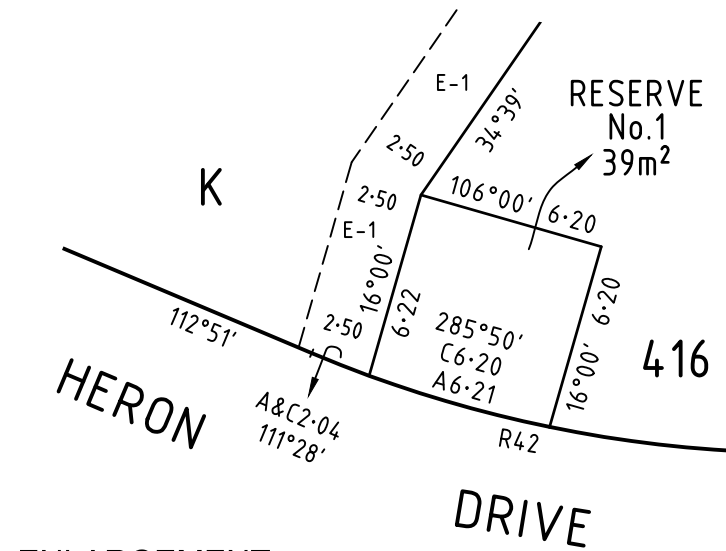 E-1
34°39'
2·50
RESERVE
No.1
39m²
K
106°00'
6·20
2·50
E-1
16°00'
6·22
6·20
16°00'
416
112°51'
2·50
285°50'
C6·20
A6·21
HERON
DRIVE
A&C2·04
111°28'
R42